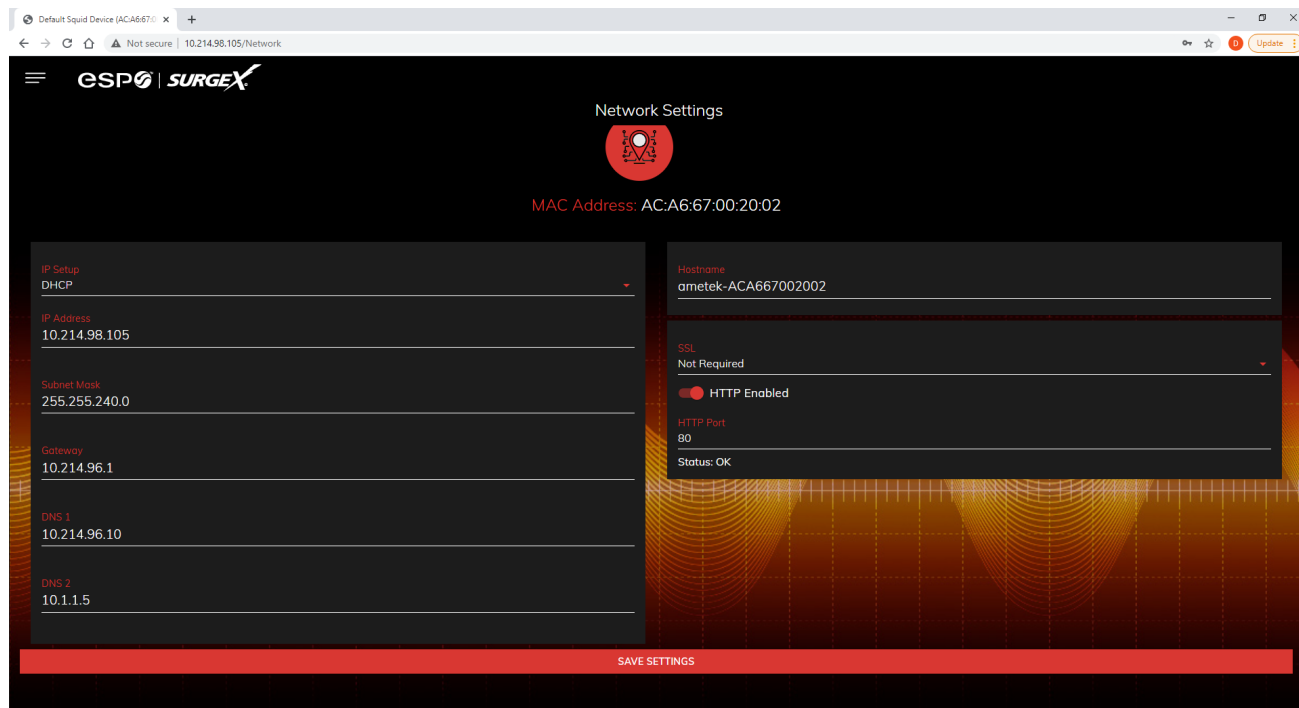 Default Squid Device (AC:A6:67:0
Not secure | 10.214.98.105/Network
D
Update
esp | SURGEX
Network Settings
MAC Address: AC:A6:67:00:20:02
IP Setup
DHCP
IP Address
10.214.98.105
Subnet Mask
255.255.240.0
Gateway
10.214.96.1
DNS 1
10.214.96.10
DNS 2
10.1.1.5
Hostname
ametek-ACA667002002
SSL
Not Required
HTTP Enabled
HTTP Port
80
Status: OK
SAVE SETTINGS